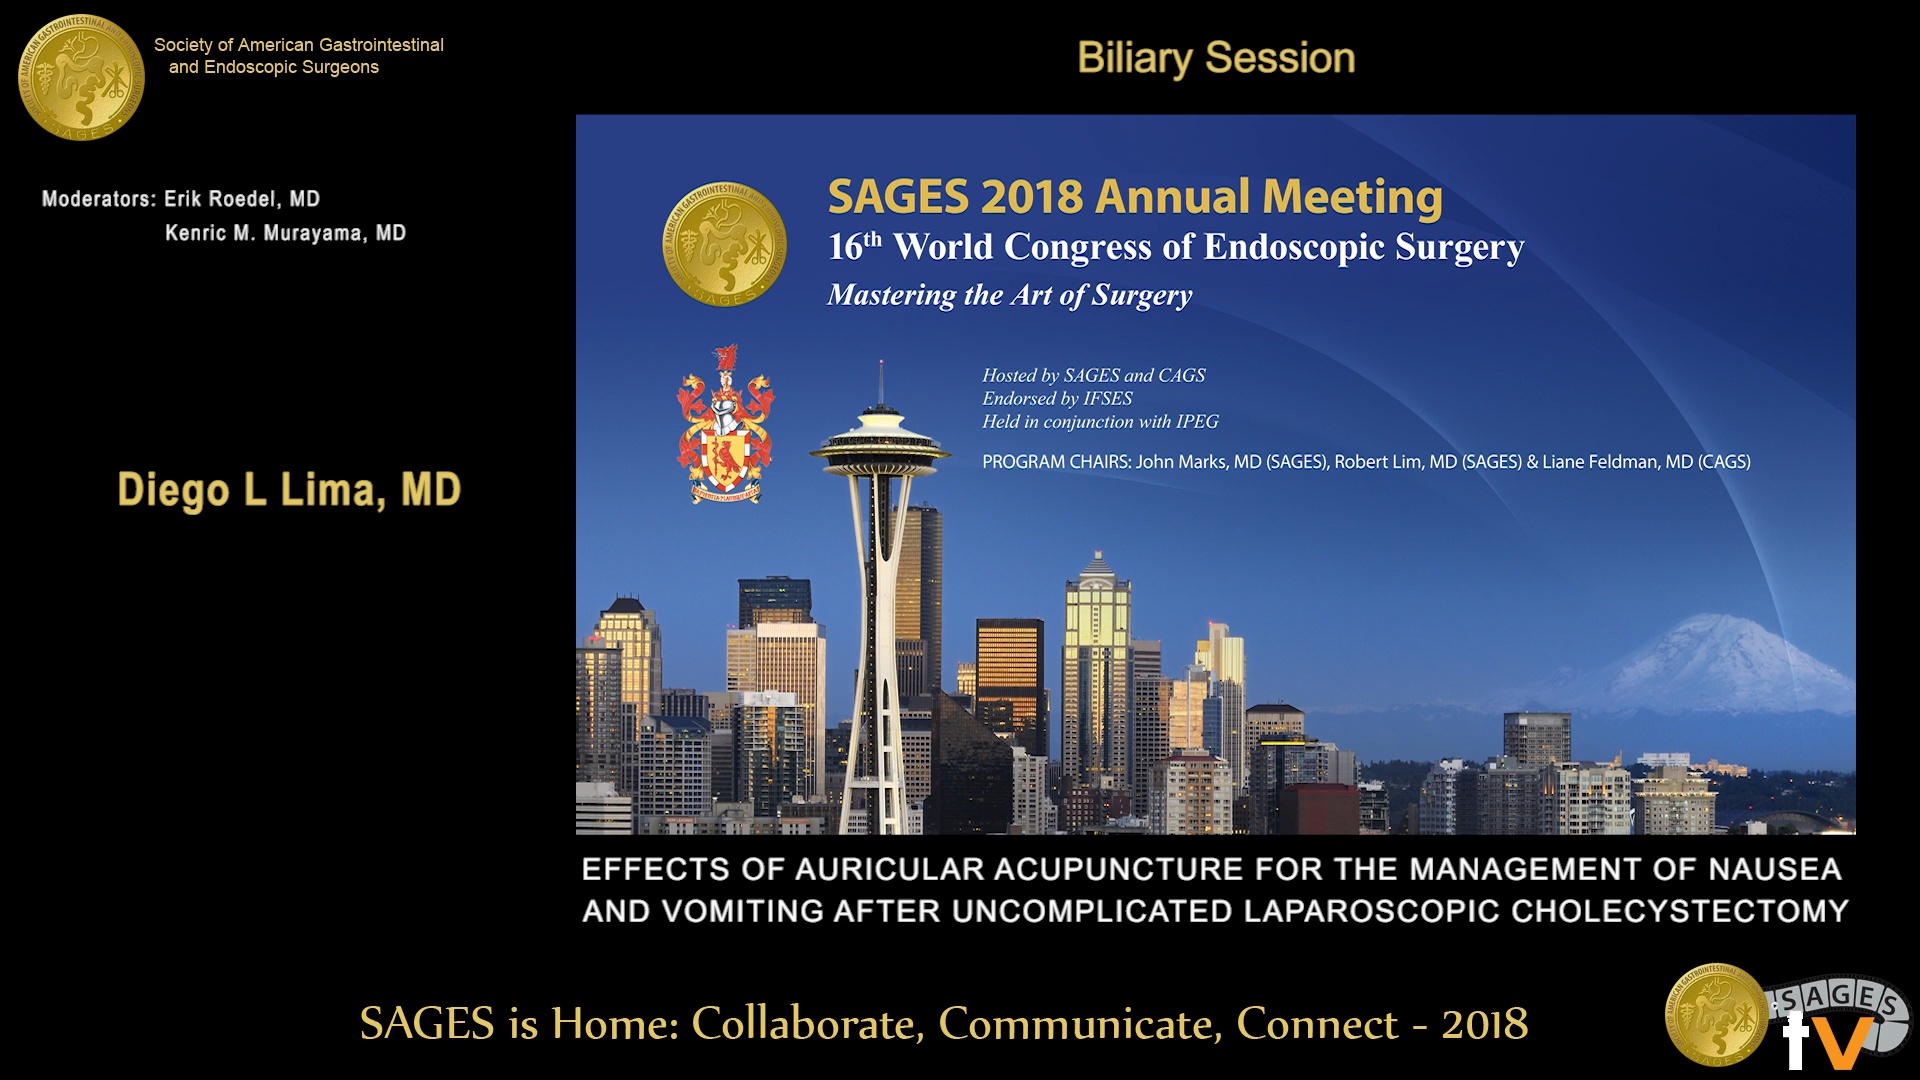 Society of American Gastrointestinal
and Endoscopic Surgeons
SAGES
Biliary Session
Moderators: Erik Roedel, MD
Kenric M. Murayama, MD
Diego L Lima, MD
SAGES 2018 Annual Meeting
16th World Congress of Endoscopic Surgery
Mastering the Art of Surgery
SAGES
Hosted by SAGES and CAGS
Endorsed by IFSES
Held in conjunction with IPEG
PROGRAM CHAIRS: John Marks, MD (SAGES), Robert Lim, MD (SAGES) & Liane Feldman, MD (CAGS)
EFFECTS OF AURICULAR ACUPUNCTURE FOR THE MANAGEMENT OF NAUSEA
AND VOMITING AFTER UNCOMPLICATED LAPAROSCOPIC CHOLECYSTECTOMY
SAGES is Home: Collaborate, Communicate, Connect - 2018
SAGES
SAGES
tv